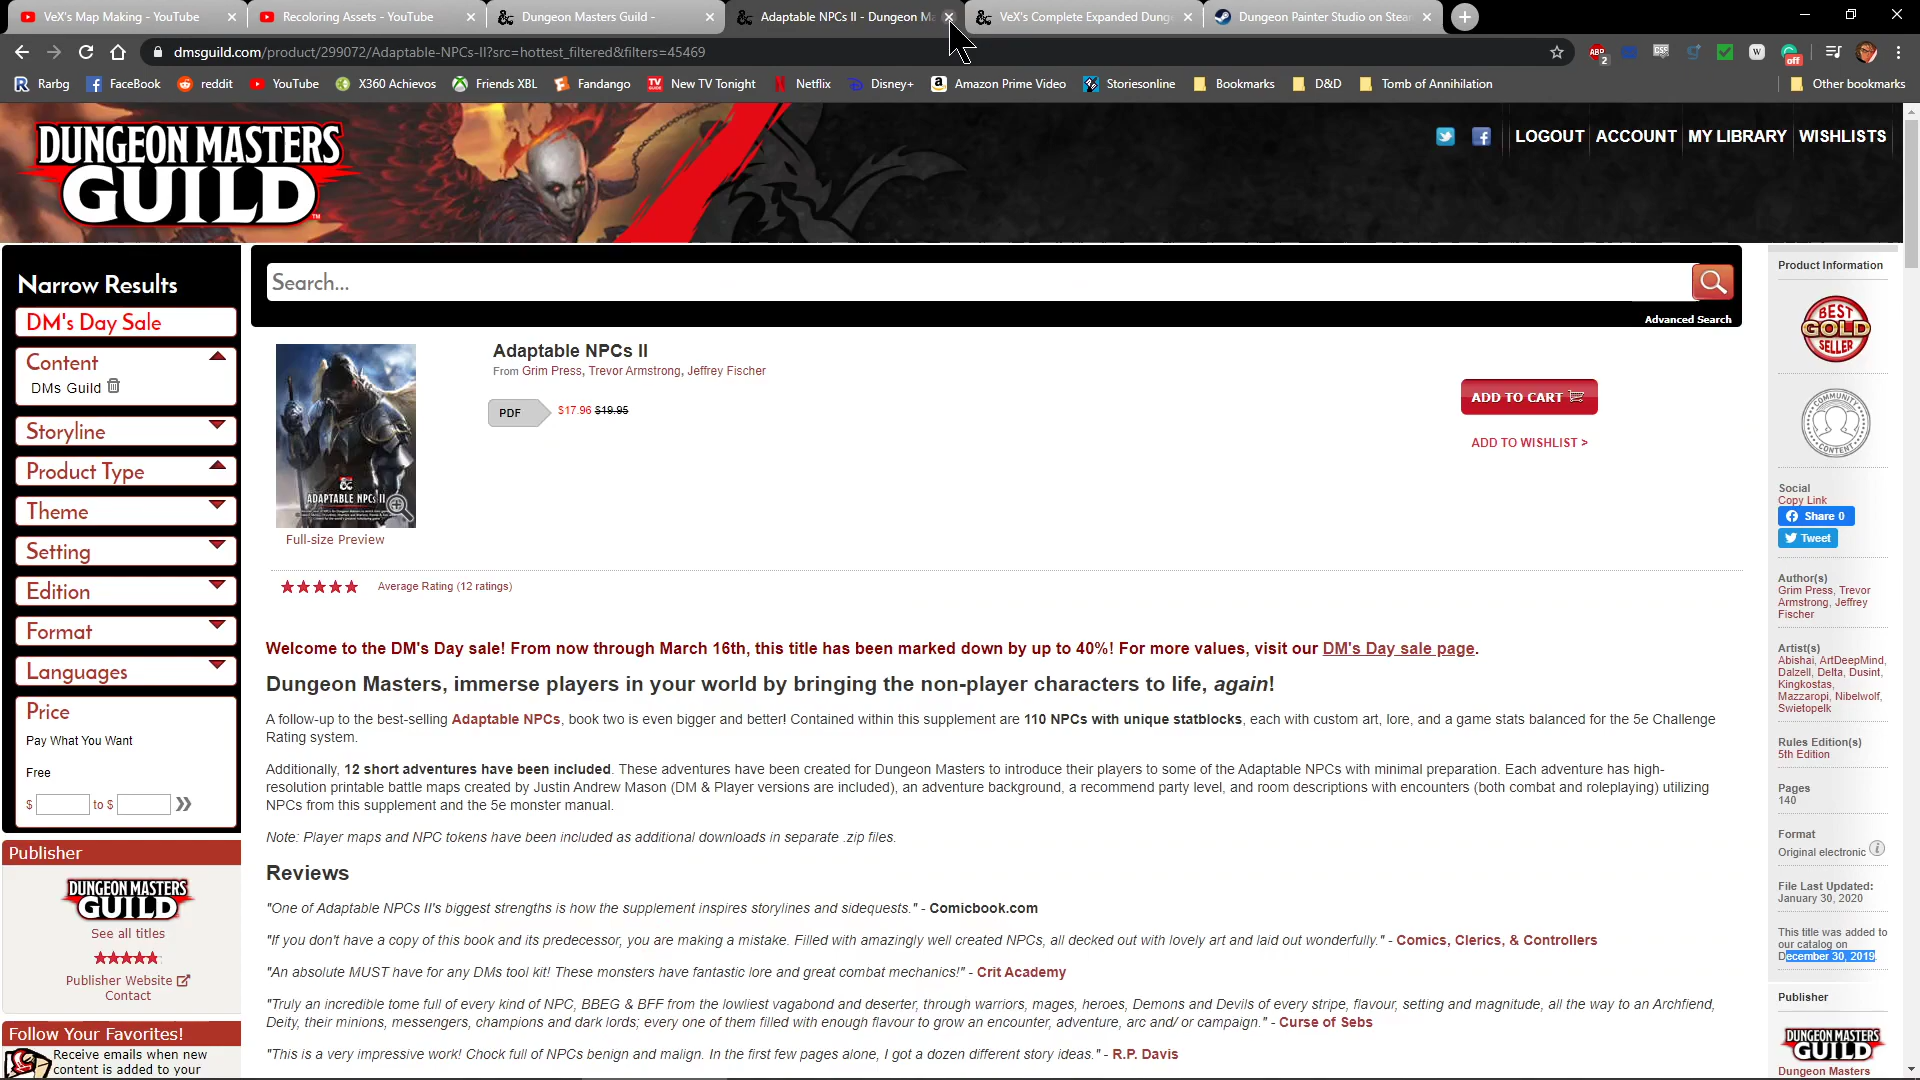 VeX's Map Making - YouTube
Recoloring Assets - YouTube
Dungeon Masters Guild -
Adaptable NPCs II - Dungeon Ma
VeX's Complete Expanded Dunge
Dungeon Painter Studio on Steam
dmsguild.com/product/299072/Adaptable-NPCs-II?src=hottest_filtered&filters=45469
ABP
2
off
Rarbg
FaceBook
reddit
YouTube
X360 Achievos
Friends XBL
Fandango
New TV Tonight
Netflix
Disney+
Amazon Prime Video
Storiesonline
Bookmarks
D&D
Tomb of Annihilation
Other bookmarks
DUNGEON MASTERS
GUILD
LOGOUT
ACCOUNT
MY LIBRARY
WISHLISTS
Narrow Results
DM's Day Sale
Content
DMs Guild
Storyline
Product Type
Theme
Setting
Edition
Format
Languages
Price
Pay What You Want
Free
$ to $
Publisher
DUNGEON MASTERS
GUILD
See all titles
Publisher Website
Contact
Follow Your Favorites!
Receive emails when new
content is added to your
Search...
Advanced Search
ADAPTABLE NPCs II
Full-size Preview
Adaptable NPCs II
From Grim Press, Trevor Armstrong, Jeffrey Fischer
PDF
$17.96 $19.95
ADD TO CART
ADD TO WISHLIST >
Average Rating (12 ratings)
Welcome to the DM's Day sale! From now through March 16th, this title has been marked down by up to 40%! For more values, visit our DM's Day sale page.
Dungeon Masters, immerse players in your world by bringing the non-player characters to life, again!
A follow-up to the best-selling Adaptable NPCs, book two is even bigger and better! Contained within this supplement are 110 NPCs with unique statblocks, each with custom art, lore, and a game stats balanced for the 5e Challenge
Rating system.
Additionally, 12 short adventures have been included. These adventures have been created for Dungeon Masters to introduce their players to some of the Adaptable NPCs with minimal preparation. Each adventure has high-
resolution printable battle maps created by Justin Andrew Mason (DM & Player versions are included), an adventure background, a recommend party level, and room descriptions with encounters (both combat and roleplaying) utilizing
NPCs from this supplement and the 5e monster manual.
Note: Player maps and NPC tokens have been included as additional downloads in separate .zip files.
Reviews
"One of Adaptable NPCs II's biggest strengths is how the supplement inspires storylines and sidequests." - Comicbook.com
"If you don't have a copy of this book and its predecessor, you are making a mistake. Filled with amazingly well created NPCs, all decked out with lovely art and laid out wonderfully." - Comics, Clerics, & Controllers
"An absolute MUST have for any DMs tool kit! These monsters have fantastic lore and great combat mechanics!" - Crit Academy
"Truly an incredible tome full of every kind of NPC, BBEG & BFF from the lowliest vagabond and deserter, through warriors, mages, heroes, Demons and Devils of every stripe, flavour, setting and magnitude, all the way to an Archfiend,
Deity, their minions, messengers, champions and dark lords; every one of them filled with enough flavour to grow an encounter, adventure, arc and/ or campaign." - Curse of Sebs
"This is a very impressive work! Chock full of NPCs benign and malign. In the first few pages alone, I got a dozen different story ideas." - R.P. Davis
Product Information
BEST
GOLD
SELLER
COMMUNITY
CONTENT
Social
Copy Link
Share 0
Tweet
Author(s)
Grim Press, Trevor
Armstrong, Jeffrey
Fischer
Artist(s)
Abishai, ArtDeepMind,
Dalzell, Delta, Dusint,
Kingkostas,
Mazzaropi, Nibelwolf,
Swietopelk
Rules Edition(s)
5th Edition
Pages
140
Format
Original electronic
File Last Updated:
January 30, 2020
This title was added to
our catalog on
December 30, 2019.
Publisher
DUNGEON MASTERS
GUILD
Dungeon Masters